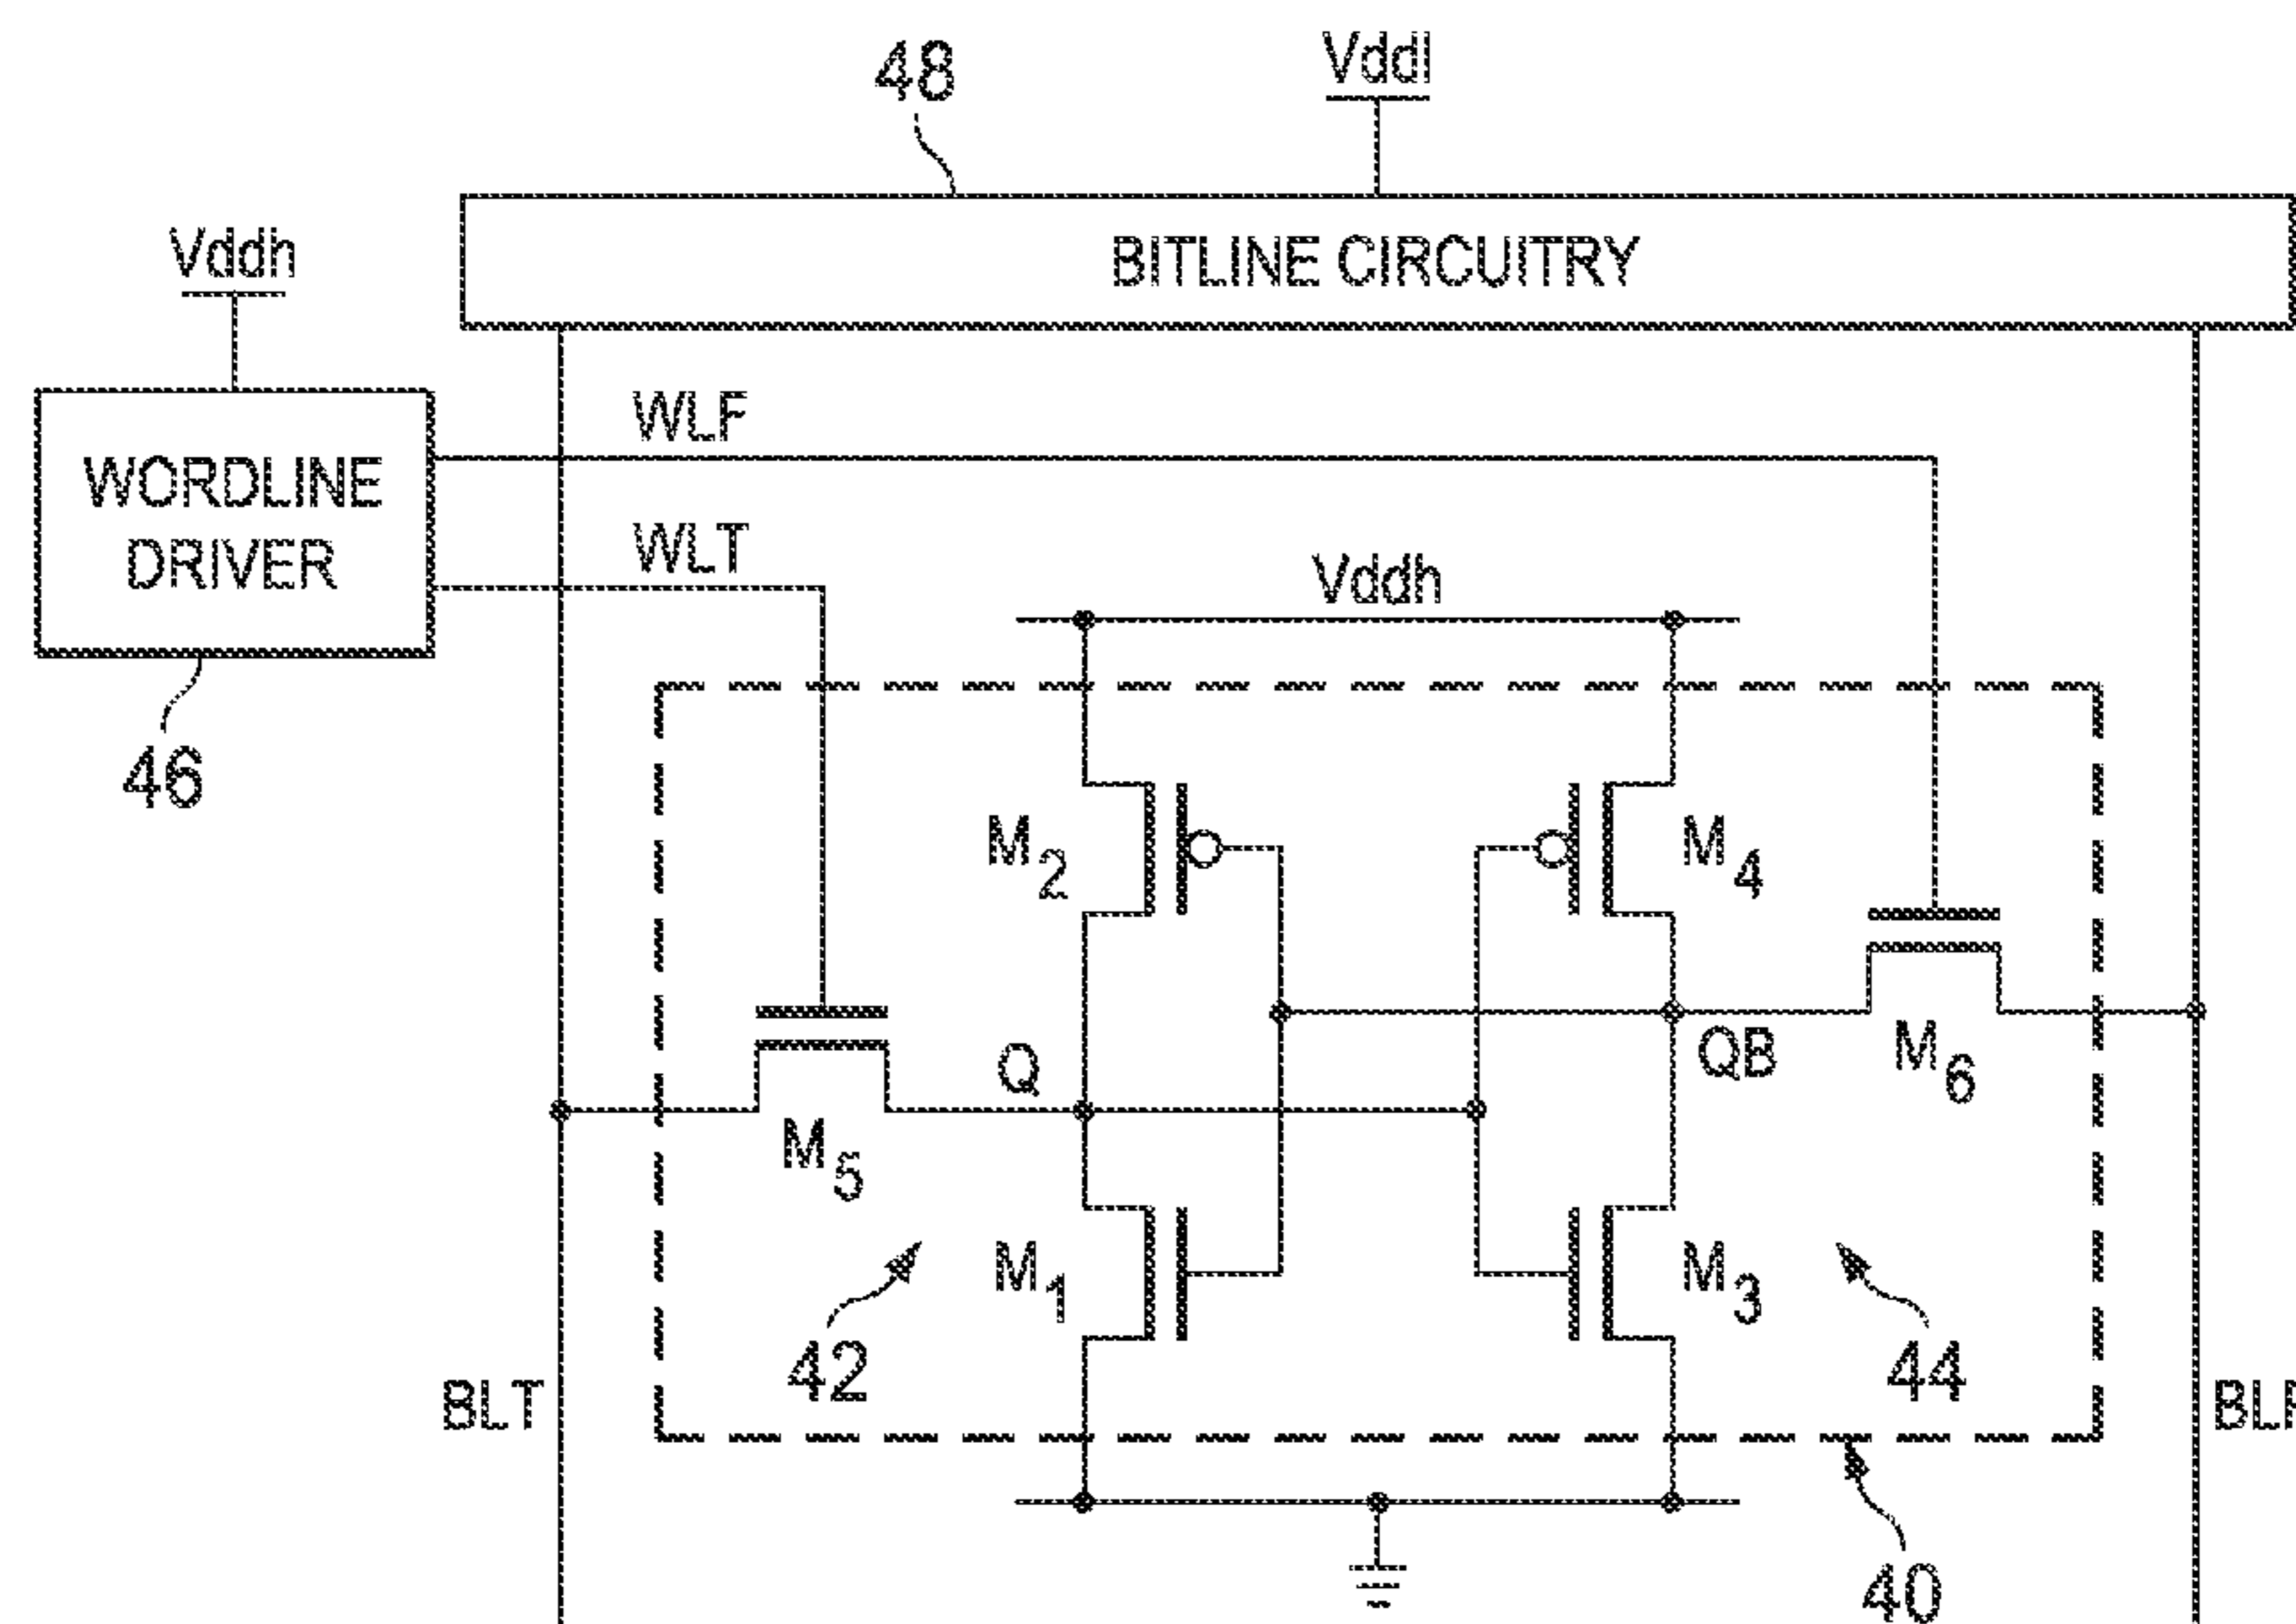 48
Vddl
Vddh
BITLINE CIRCUITRY
WORDLINE
DRIVER
WLF
WLT
Vddh
46
M2
M4
Q
QB
M6
M5
M1
M3
42
44
BLT
40